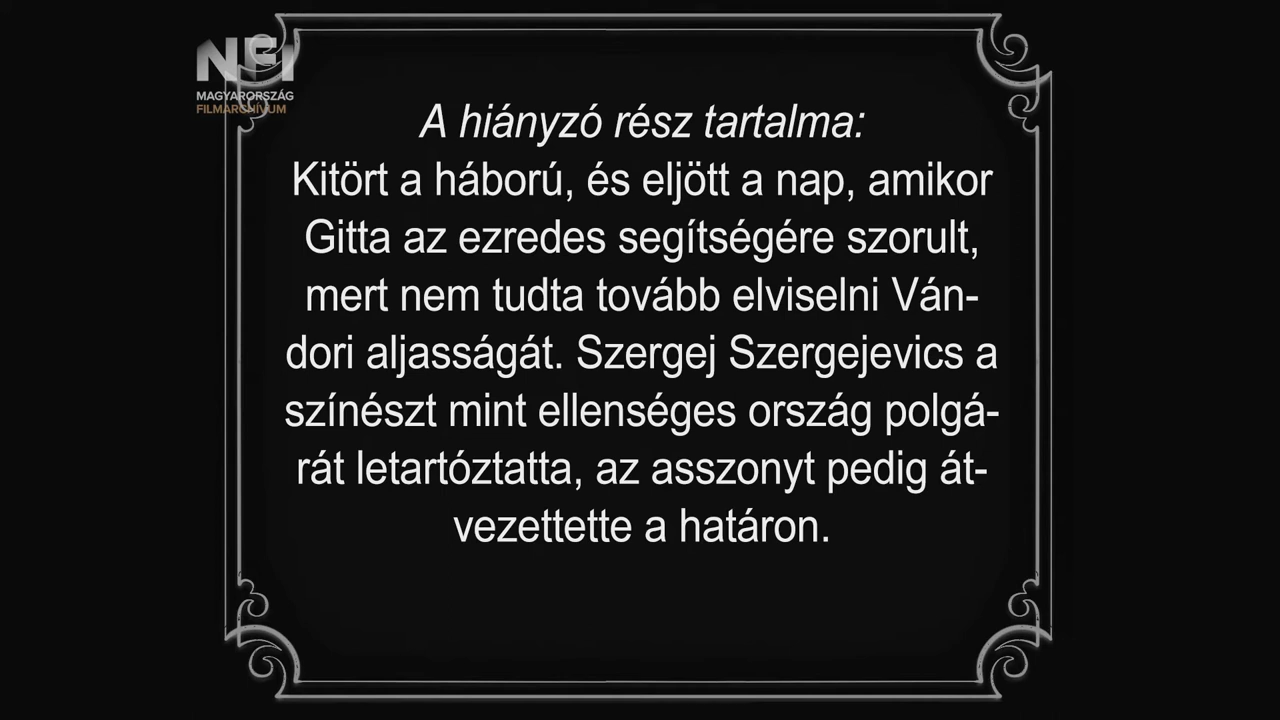 NFI
MAGYARORSZÁG
FILMARCHÍVUM
A hiányzó rész tartalma:
Kitört a háború, és eljött a nap, amikor
Gitta az ezredes segítségére szorult,
mert nem tudta tovább elviselni Ván-
dori aljasságát. Szergej Szergejevics a
színészt mint ellenséges ország polgá-
rát letartóztatta, az asszonyt pedig át-
vezettette a határon.